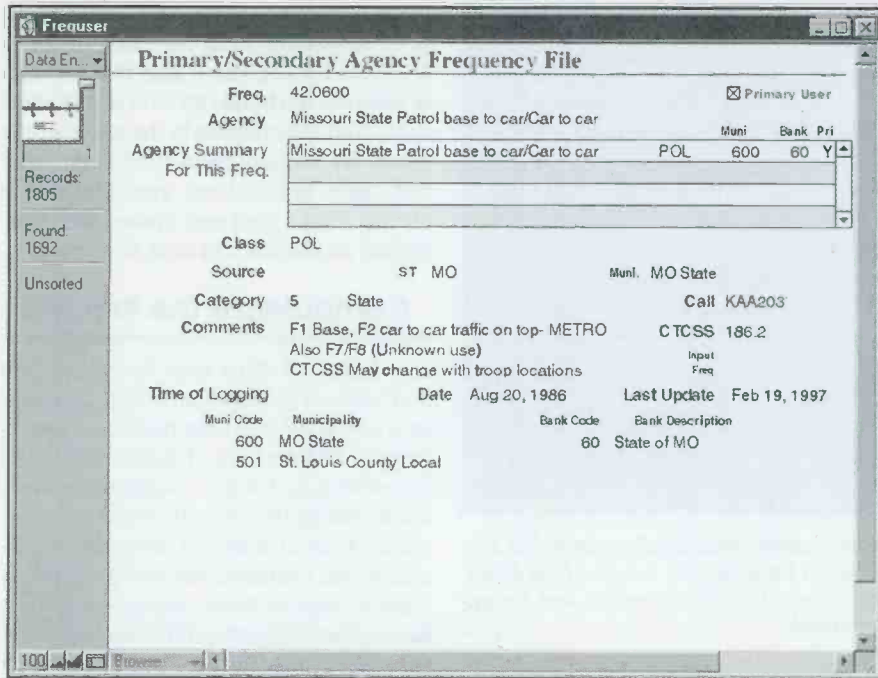 Frequser
Data En...
Primary/Secondary Agency Frequency File
Freq. 42.0600
Primary User
Agency Missouri State Patrol base to car/Car to car
Muni Bank Pri
Agency Summary For This Freq. Missouri State Patrol base to car/Car to car POL 600 60 Y
1
Records:
1805
Found:
1692
Unsorted
Class POL
Source ST MO Muni. MO State
Category 5 State Call KAA203
Comments F1 Base, F2 car to car traffic on top- METRO CTCSS 186.2
Also F7/F8 (Unknown use) Input
Freq
CTCSS May change with troop locations
Time of Logging Date Aug 20, 1986 Last Update Feb 19, 1997
Muni Code Municipality Bank Code Bank Description
600 MO State 60 State of MO
501 St. Louis County Local
100 Browse